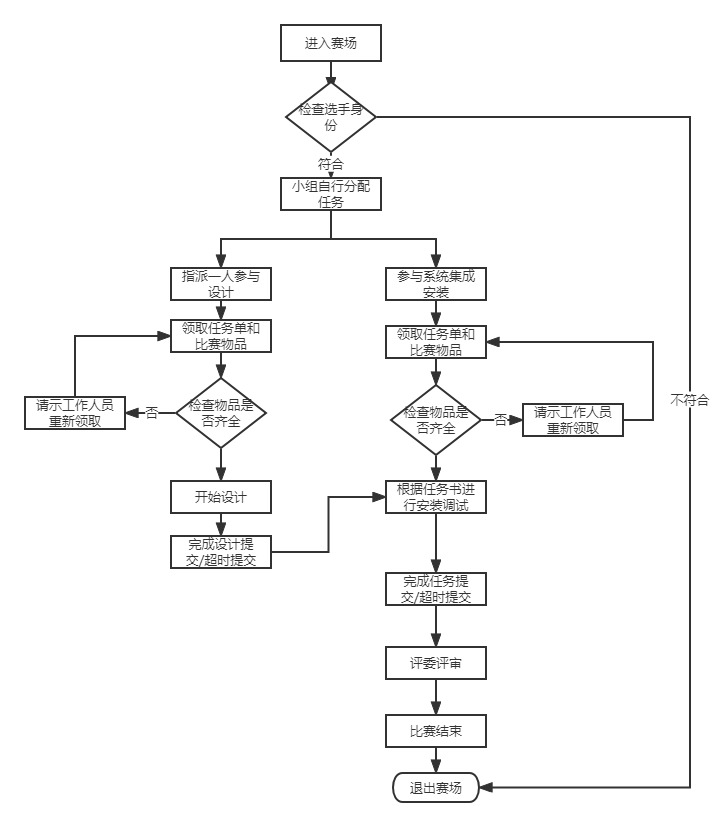 进入赛场
检查选手身
份
符合
小组自行分配
任务
指派一人参与
设计
参与系统集成
安装
领取任务单和
比赛物品
领取任务单和
比赛物品
请示工作人员
重新领取
否
检查物品是
否齐全
检查物品是
否齐全
否
请示工作人员
重新领取
不符合
开始设计
根据任务书进
行安装调试
完成设计提
交/超时提交
完成任务提
交/超时提交
评委评审
比赛结束
退出赛场